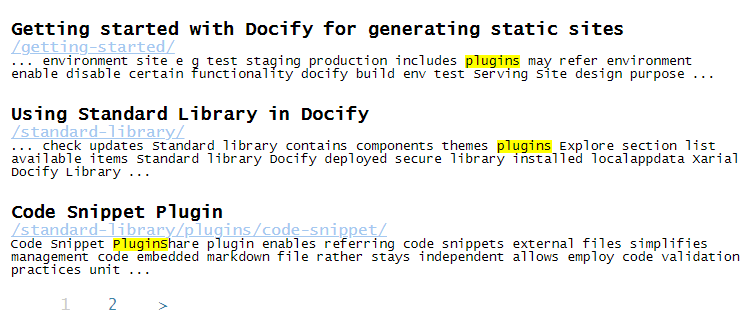 Getting started with Docify for generating static sites
/getting-started/
... environment site e g test staging production includes plugins may refer environment
enable disable certain functionality docify build env test Serving Site design purpose ...
Using Standard Library in Docify
/standard-library/
... check updates Standard library contains components themes plugins Explore section list
available items Standard library Docify deployed secure library installed localappdata Xarial
Docify Library ...
Code Snippet Plugin
/standard-library/plugins/code-snippet/
Code Snippet PluginShare plugin enables referring code snippets external files simplifies
management code embedded markdown file rather stays independent allows employ code validation
practices unit ...
1 2 >